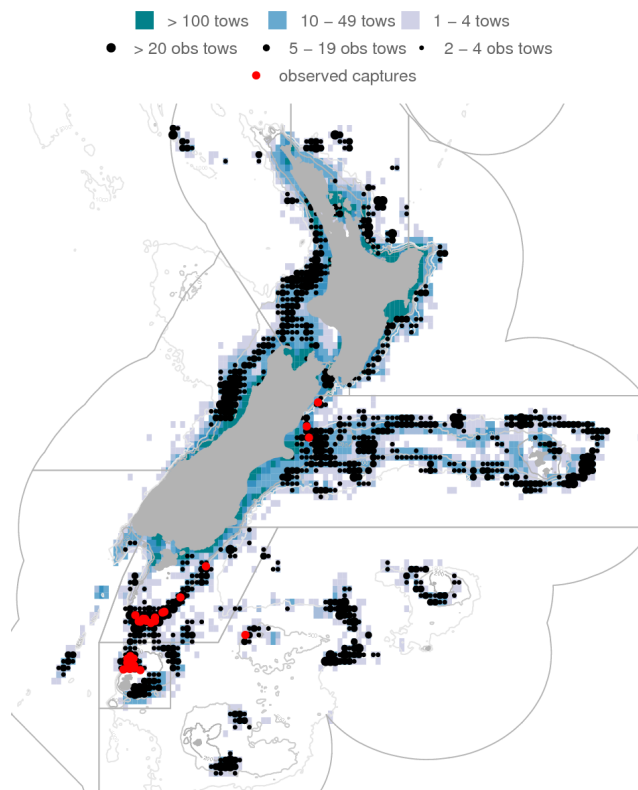 > 100 tows 10 − 49 tows 1 − 4 tows
> 20 obs tows 5 − 19 obs tows 2 − 4 obs tows
observed captures